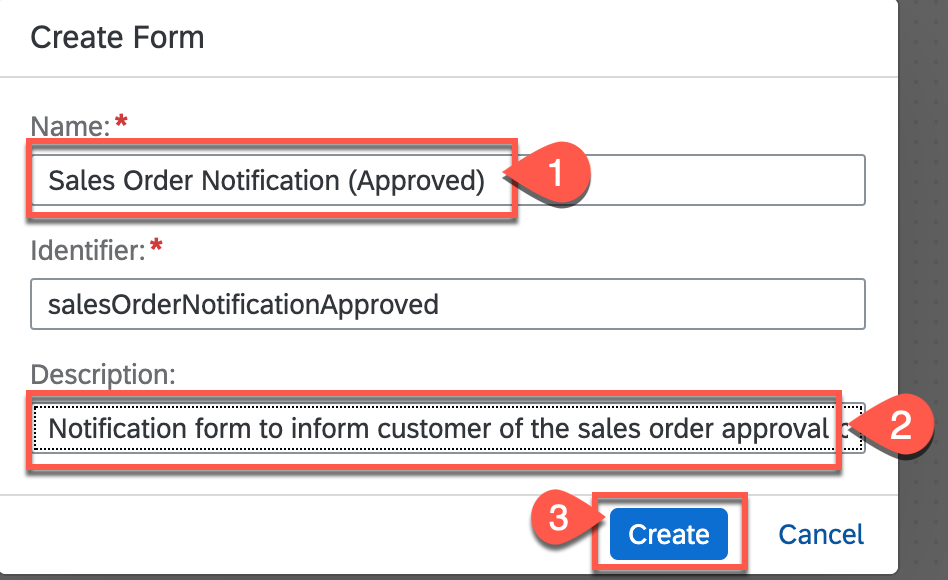 Create Form
Name: *
Sales Order Notification (Approved)
1
Identifier: *
salesOrderNotificationApproved
Description:
Notification form to inform customer of the sales order approval
2
3
Create
Cancel